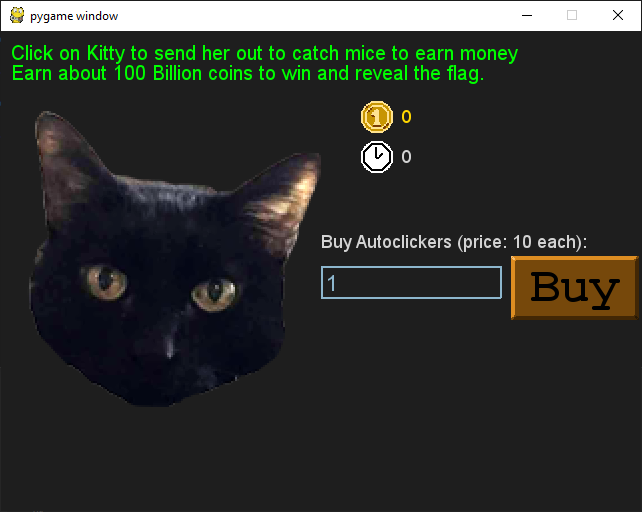 pygame window
Click on Kitty to send her out to catch mice to earn money
Earn about 100 Billion coins to win and reveal the flag.
1 0
0
Buy Autoclickers (price: 10 each):
1
Buy